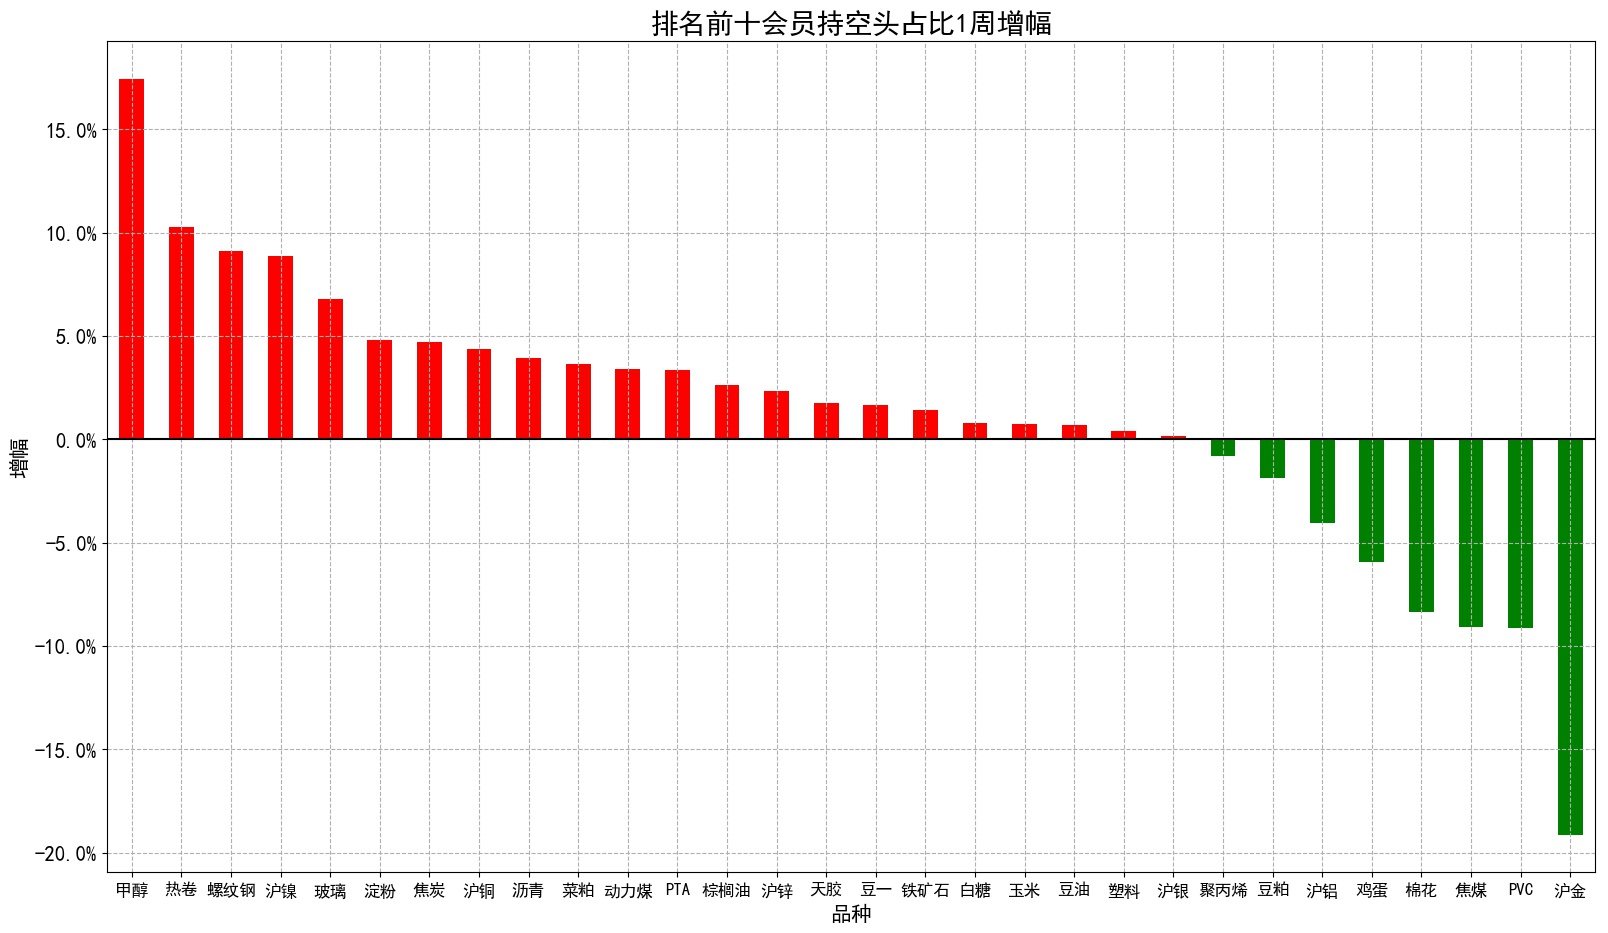 排名前十会员持空头占比1周增幅
增幅
15.0%
10.0%
5.0%
0.0%
−5.0%
−10.0%
−15.0%
−20.0%
甲醇 热卷 螺纹钢 沪镍 玻璃 淀粉 焦炭 沪铜 沥青 菜粕 动力煤 PTA 棕榈油 沪锌 天胶 豆一 铁矿石 白糖 玉米 豆油 塑料 沪银 聚丙烯 豆粕 沪铝 鸡蛋 棉花 焦煤 PVC 沪金
品种